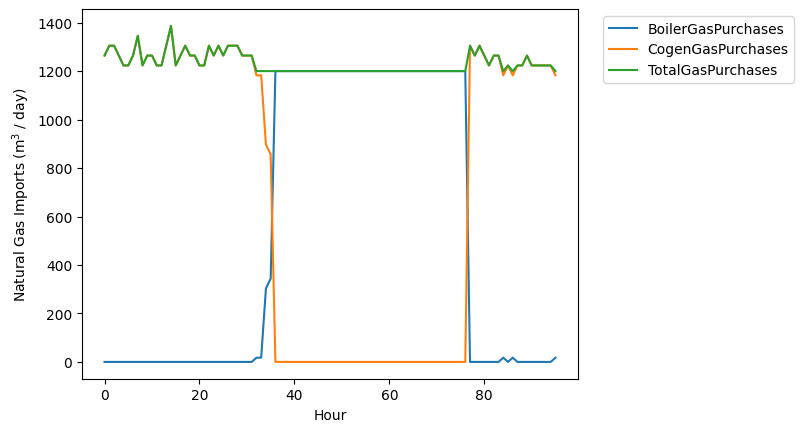 1400
1200
1000
800
600
400
200
0
Natural Gas Imports (m³ / day)
0 20 40 60 80
Hour
BoilerGasPurchases
CogenGasPurchases
TotalGasPurchases